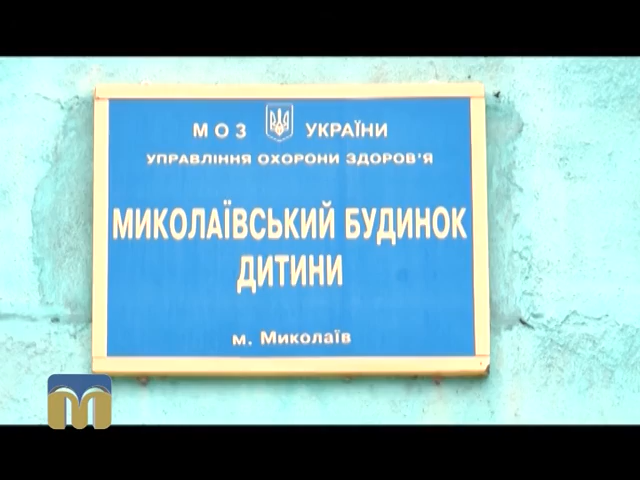 МОЗ УКРАЇНИ
УПРАВЛІННЯ ОХОРОНИ ЗДОРОВ'Я
МИКОЛАЇВСЬКИЙ БУДИНОК
ДИТИНИ
м. Миколаїв
М